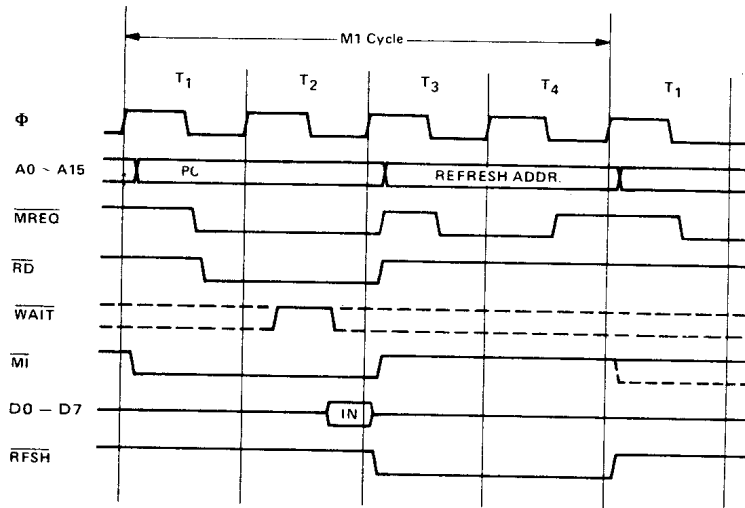 M1 Cycle
T1 T2 T3 T4 T1
Φ
A0 ~ A15 PC REFRESH ADDR.
MREQ
RD
WAIT
MI
D0 – D7 IN
RFSH